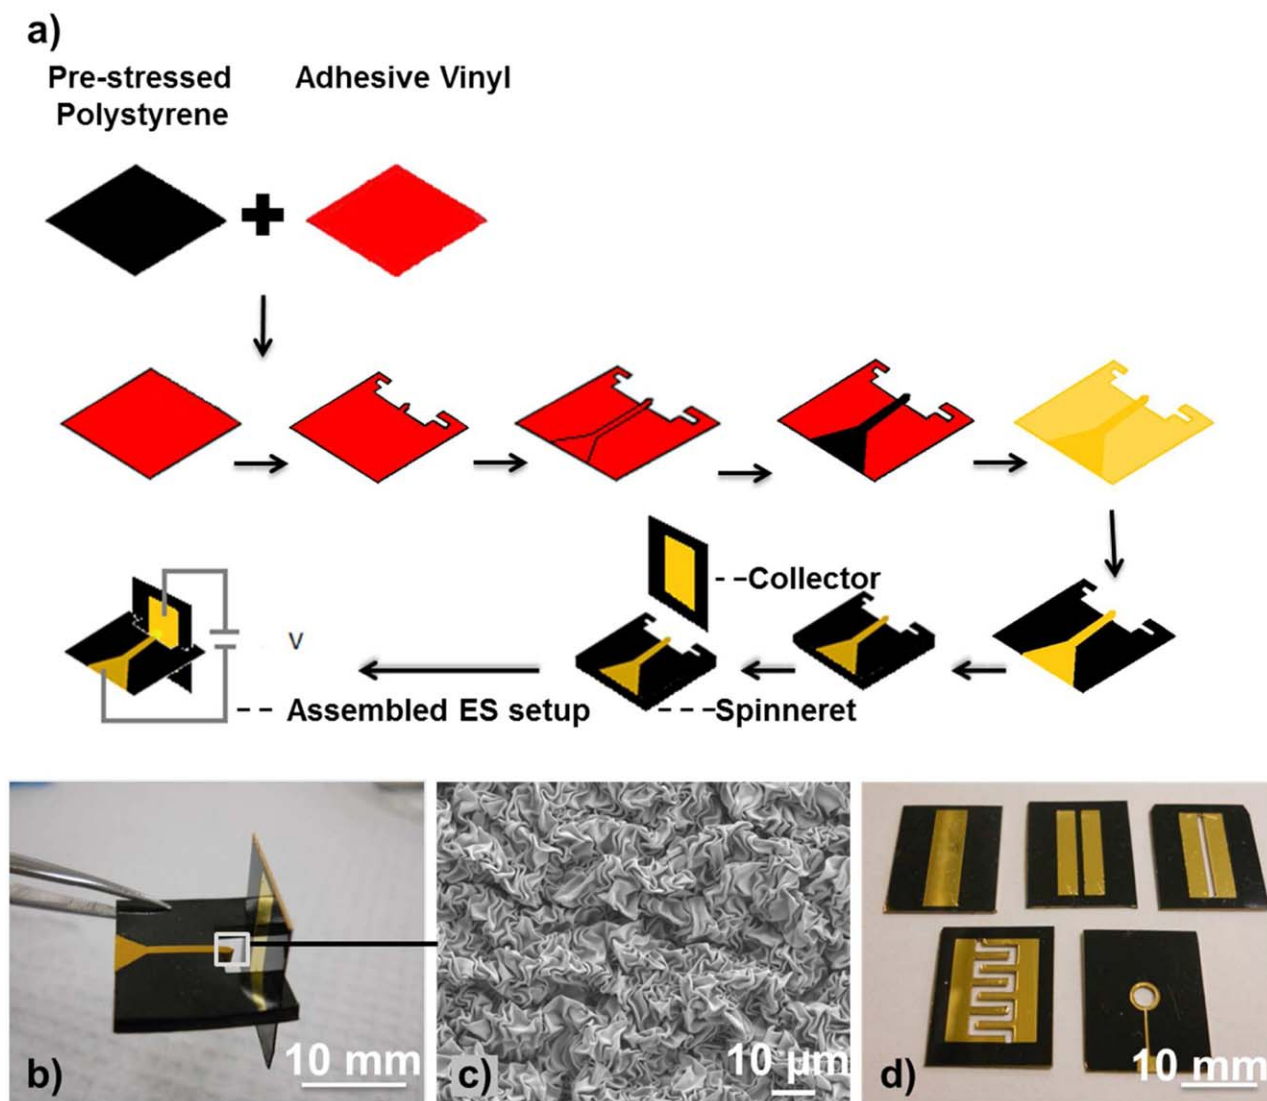 a)
Pre-stressed
Polystyrene
Adhesive Vinyl
Collector
V
Assembled ES setup
Spinneret
b)
10 mm
c)
10 µm
d)
10 mm